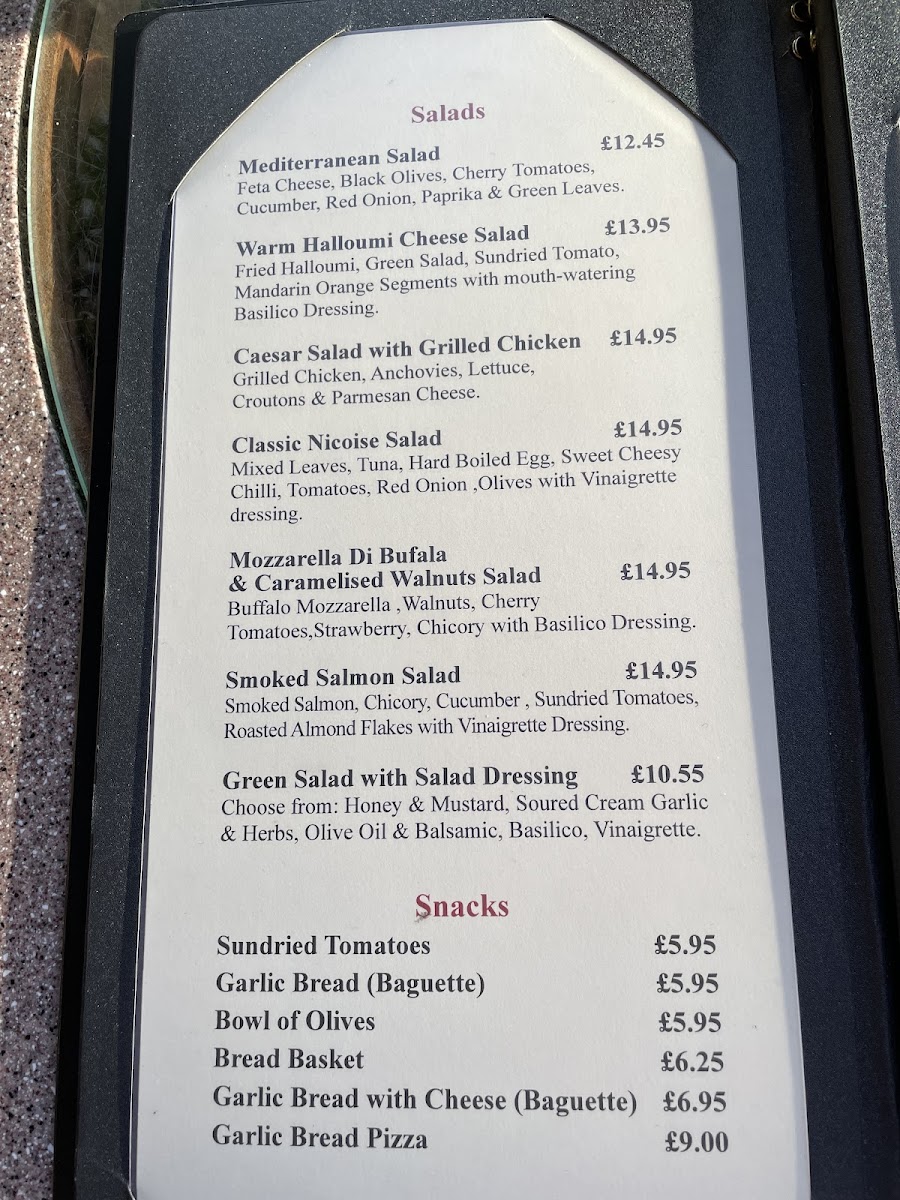 Salads
Mediterranean Salad £12.45
Feta Cheese, Black Olives, Cherry Tomatoes,
Cucumber, Red Onion, Paprika & Green Leaves.
Warm Halloumi Cheese Salad £13.95
Fried Halloumi, Green Salad, Sundried Tomato,
Mandarin Orange Segments with mouth-watering
Basilico Dressing.
Caesar Salad with Grilled Chicken £14.95
Grilled Chicken, Anchovies, Lettuce,
Croutons & Parmesan Cheese.
Classic Nicoise Salad £14.95
Mixed Leaves, Tuna, Hard Boiled Egg, Sweet Cheesy
Chilli, Tomatoes, Red Onion ,Olives with Vinaigrette
dressing.
Mozzarella Di Bufala
& Caramelised Walnuts Salad £14.95
Buffalo Mozzarella ,Walnuts, Cherry
Tomatoes,Strawberry, Chicory with Basilico Dressing.
Smoked Salmon Salad £14.95
Smoked Salmon, Chicory, Cucumber , Sundried Tomatoes,
Roasted Almond Flakes with Vinaigrette Dressing.
Green Salad with Salad Dressing £10.55
Choose from: Honey & Mustard, Soured Cream Garlic
& Herbs, Olive Oil & Balsamic, Basilico, Vinaigrette.
Snacks
Sundried Tomatoes £5.95
Garlic Bread (Baguette) £5.95
Bowl of Olives £5.95
Bread Basket £6.25
Garlic Bread with Cheese (Baguette) £6.95
Garlic Bread Pizza £9.00